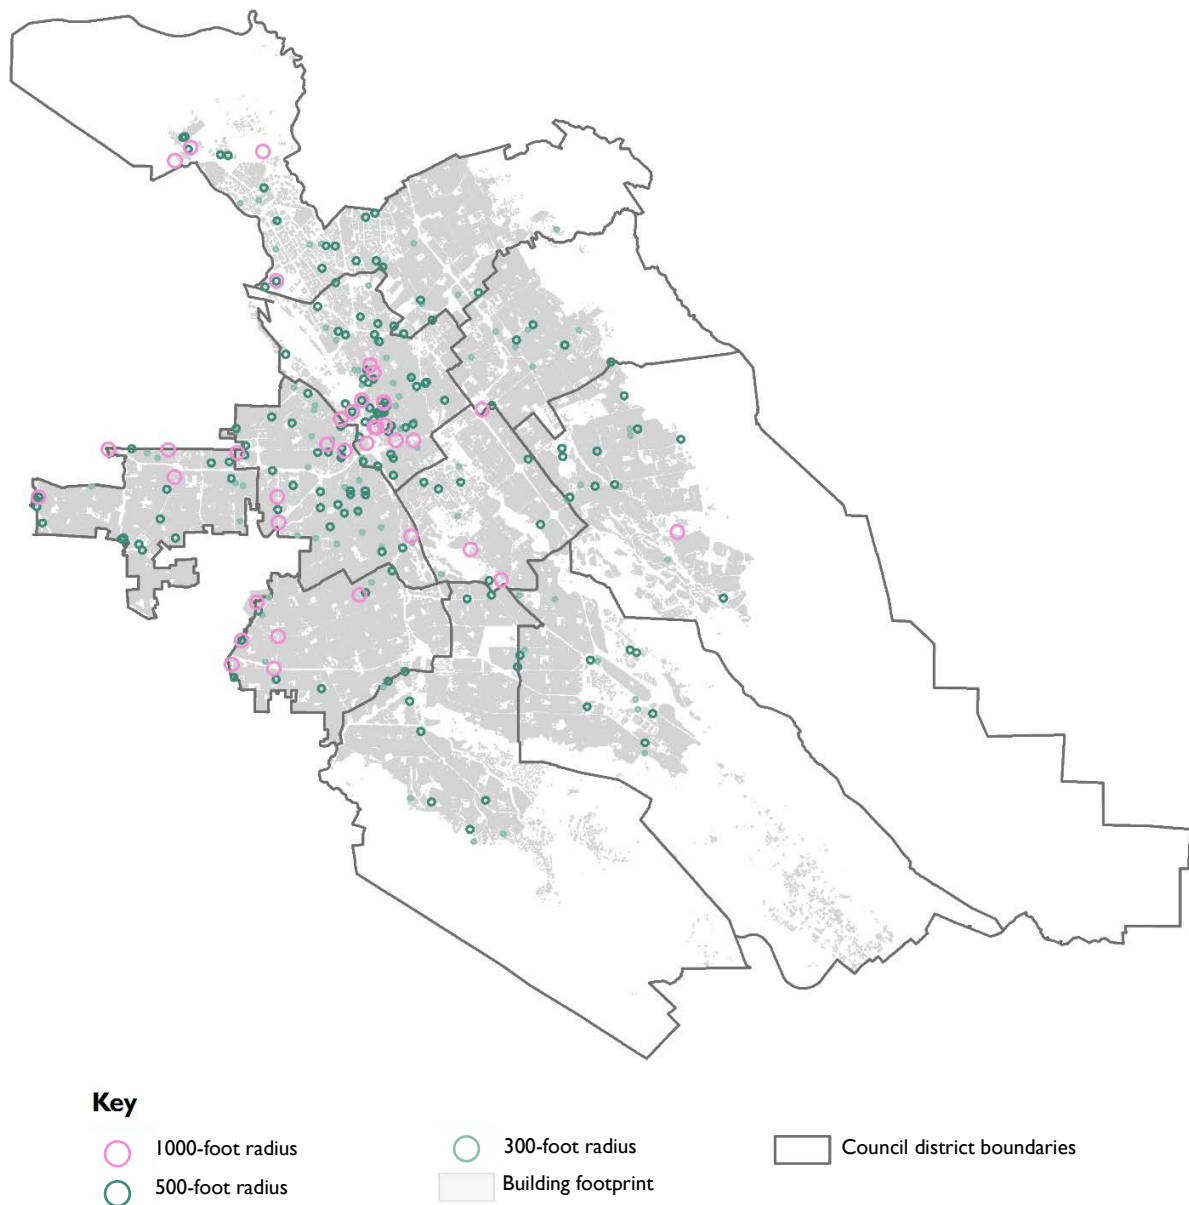 Key
1000-foot radius
300-foot radius
Council district boundaries
500-foot radius
Building footprint